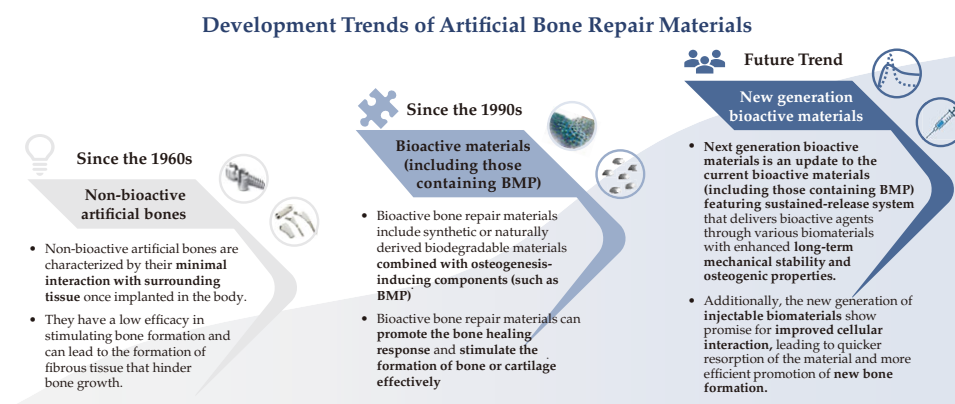 Development Trends of Artificial Bone Repair Materials
Since the 1960s
Non-bioactive
artificial bones
• Non-bioactive artificial bones are
characterized by their minimal
interaction with surrounding
tissue once implanted in the body.
• They have a low efficacy in
stimulating bone formation and
can lead to the formation of
fibrous tissue that hinder
bone growth.
Since the 1990s
Bioactive materials
(including those
containing BMP)
• Bioactive bone repair materials
include synthetic or naturally
derived biodegradable materials
combined with osteogenesis-
inducing components (such as
BMP)
• Bioactive bone repair materials can
promote the bone healing
response and stimulate the
formation of bone or cartilage
effectively
Future Trend
New generation
bioactive materials
• Next generation bioactive
materials is an update to the
current bioactive materials
(including those containing BMP)
featuring sustained-release system
that delivers bioactive agents
through various biomaterials
with enhanced long-term
mechanical stability and
osteogenic properties.
• Additionally, the new generation of
injectable biomaterials show
promise for improved cellular
interaction, leading to quicker
resorption of the material and more
efficient promotion of new bone
formation.